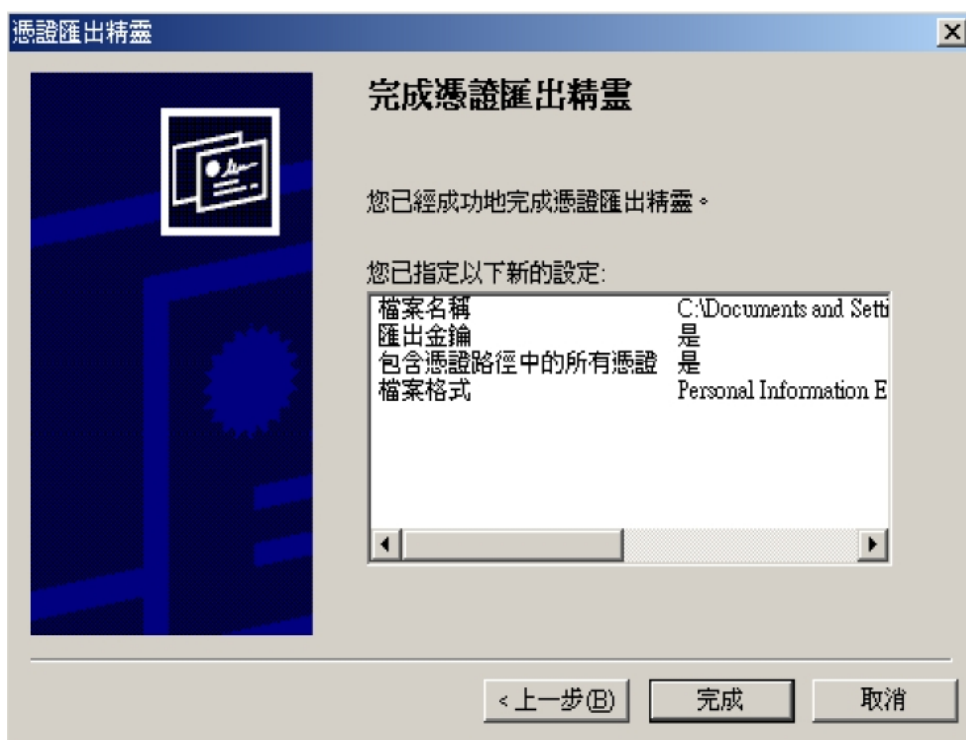 憑證匯出精靈
完成憑證匯出精靈
您已經成功地完成憑證匯出精靈。
您已指定以下新的設定:
檔案名稱 C:\Documents and Setti
匯出金鑰 是
包含憑證路徑中的所有憑證 是
檔案格式 Personal Information E
<上一步(B) 完成 取消